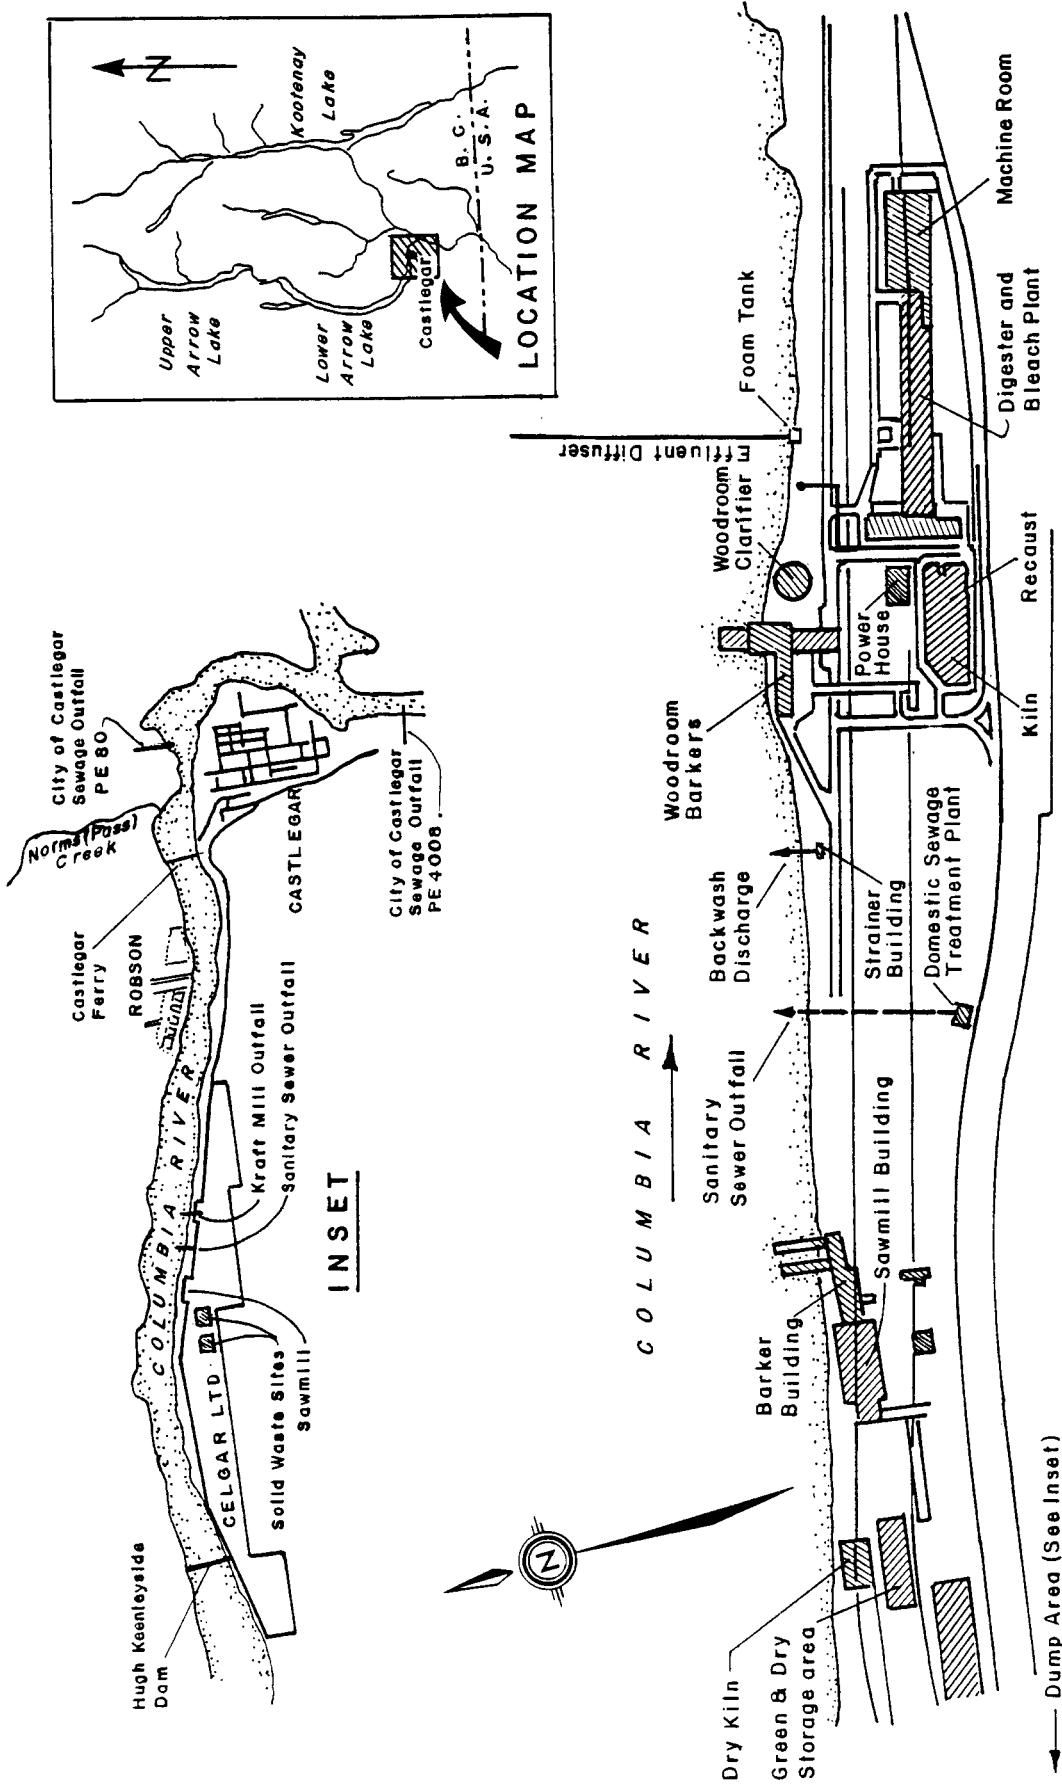 Hugh Keenleyside
Dam
CELGAR LTD
Solid Waste Sites
Sawmill
COLUMBIA RIVER
Kraft Mill Outfall
Sanitary Sewer Outfall
INSET
Castlegar
Ferry
ROBSON
Norms (Pass)
Creek
City of Castlegar
Sewage Outfall
PE 80
CASTLEGAR
City of Castlegar
Sewage Outfall
PE 4008
N
Upper
Arrow
Lake
Lower
Arrow
Lake
Kootenay
Lake
Castlegar
B. C.
U. S. A.
LOCATION MAP
N
COLUMBIA RIVER
Dry Kiln
Green & Dry
Storage area
Barker
Building
Sawmill Building
Sanitary
Sewer Outfall
Backwash
Discharge
Strainer
Building
Domestic Sewage
Treatment Plant
Woodroom
Barkers
Woodroom
Clarifier
Effluent Diffuser
Foam Tank
Power
House
Kiln
Recaust
Digester and
Bleach Plant
Machine Room
Dump Area (See Inset)